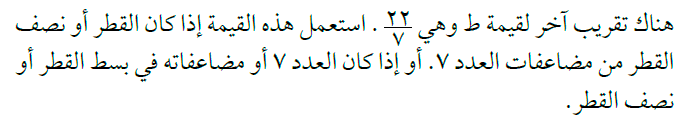 هناك تقريب آخر لقيمة ط وهي ٢٢/٧ . استعمل هذه القيمة إذا كان القطر أو نصف
القطر من مضاعفات العدد ٧. أو إذا كان العدد ٧ أو مضاعفاته في بسط القطر أو
نصف القطر.